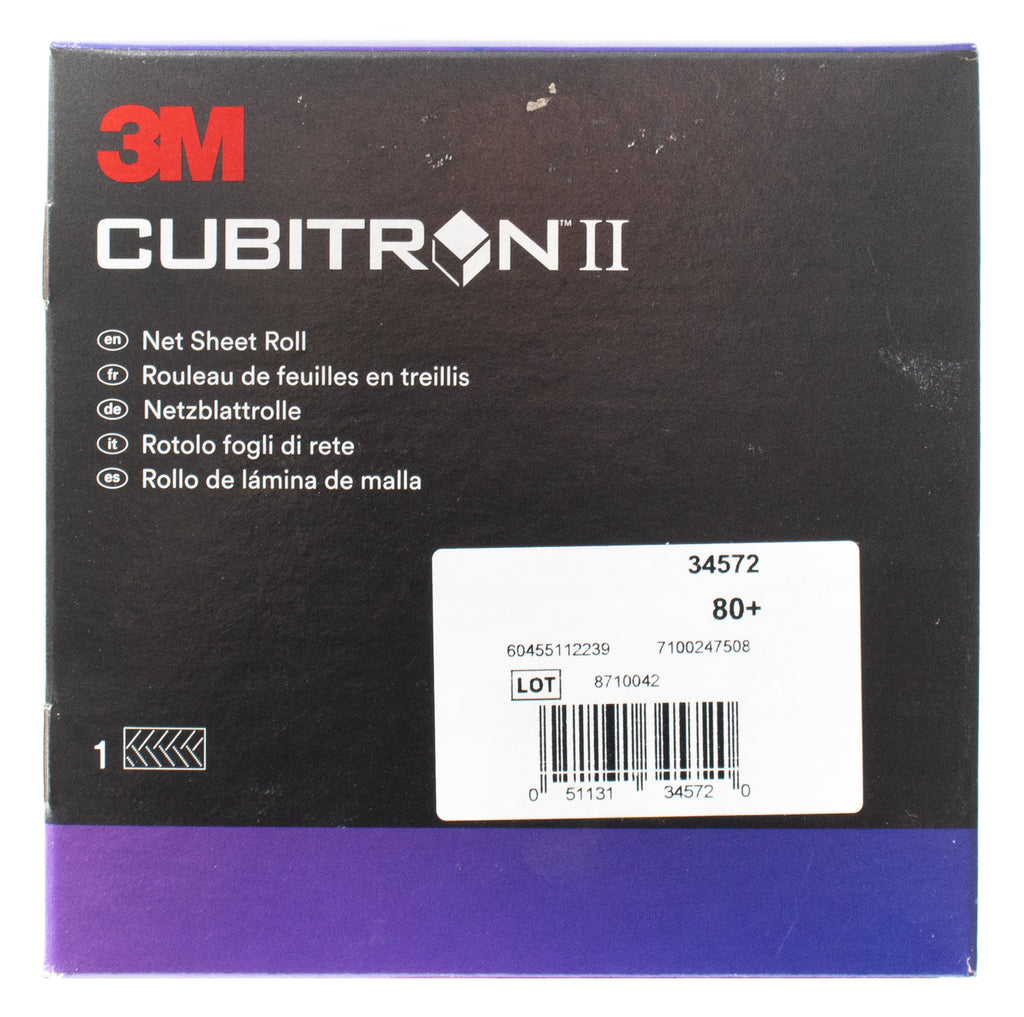 3M
CUBITRON™ II
en Net Sheet Roll
fr Rouleau de feuilles en treillis
de Netzblattrolle
it Rotolo fogli di rete
es Rollo de lámina de malla
34572
80+
60455112239 7100247508
LOT 8710042
0 51131 34572 0
1